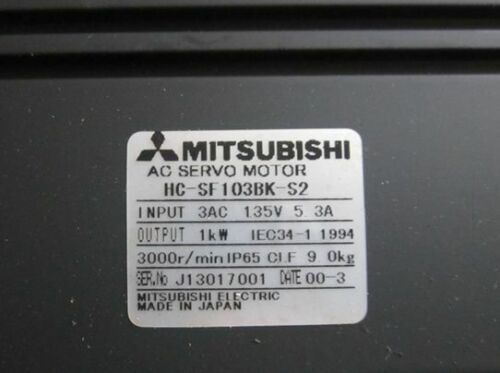 MITSUBISHI
AC SERVO MOTOR
HC-SF103BK-S2
INPUT 3AC 135V 5.3A
OUTPUT 1kW IEC34-1 1994
3000r/min IP65 Cl.F 9.0kg
SER.No J13017001 DATE 00-3
MITSUBISHI ELECTRIC
MADE IN JAPAN